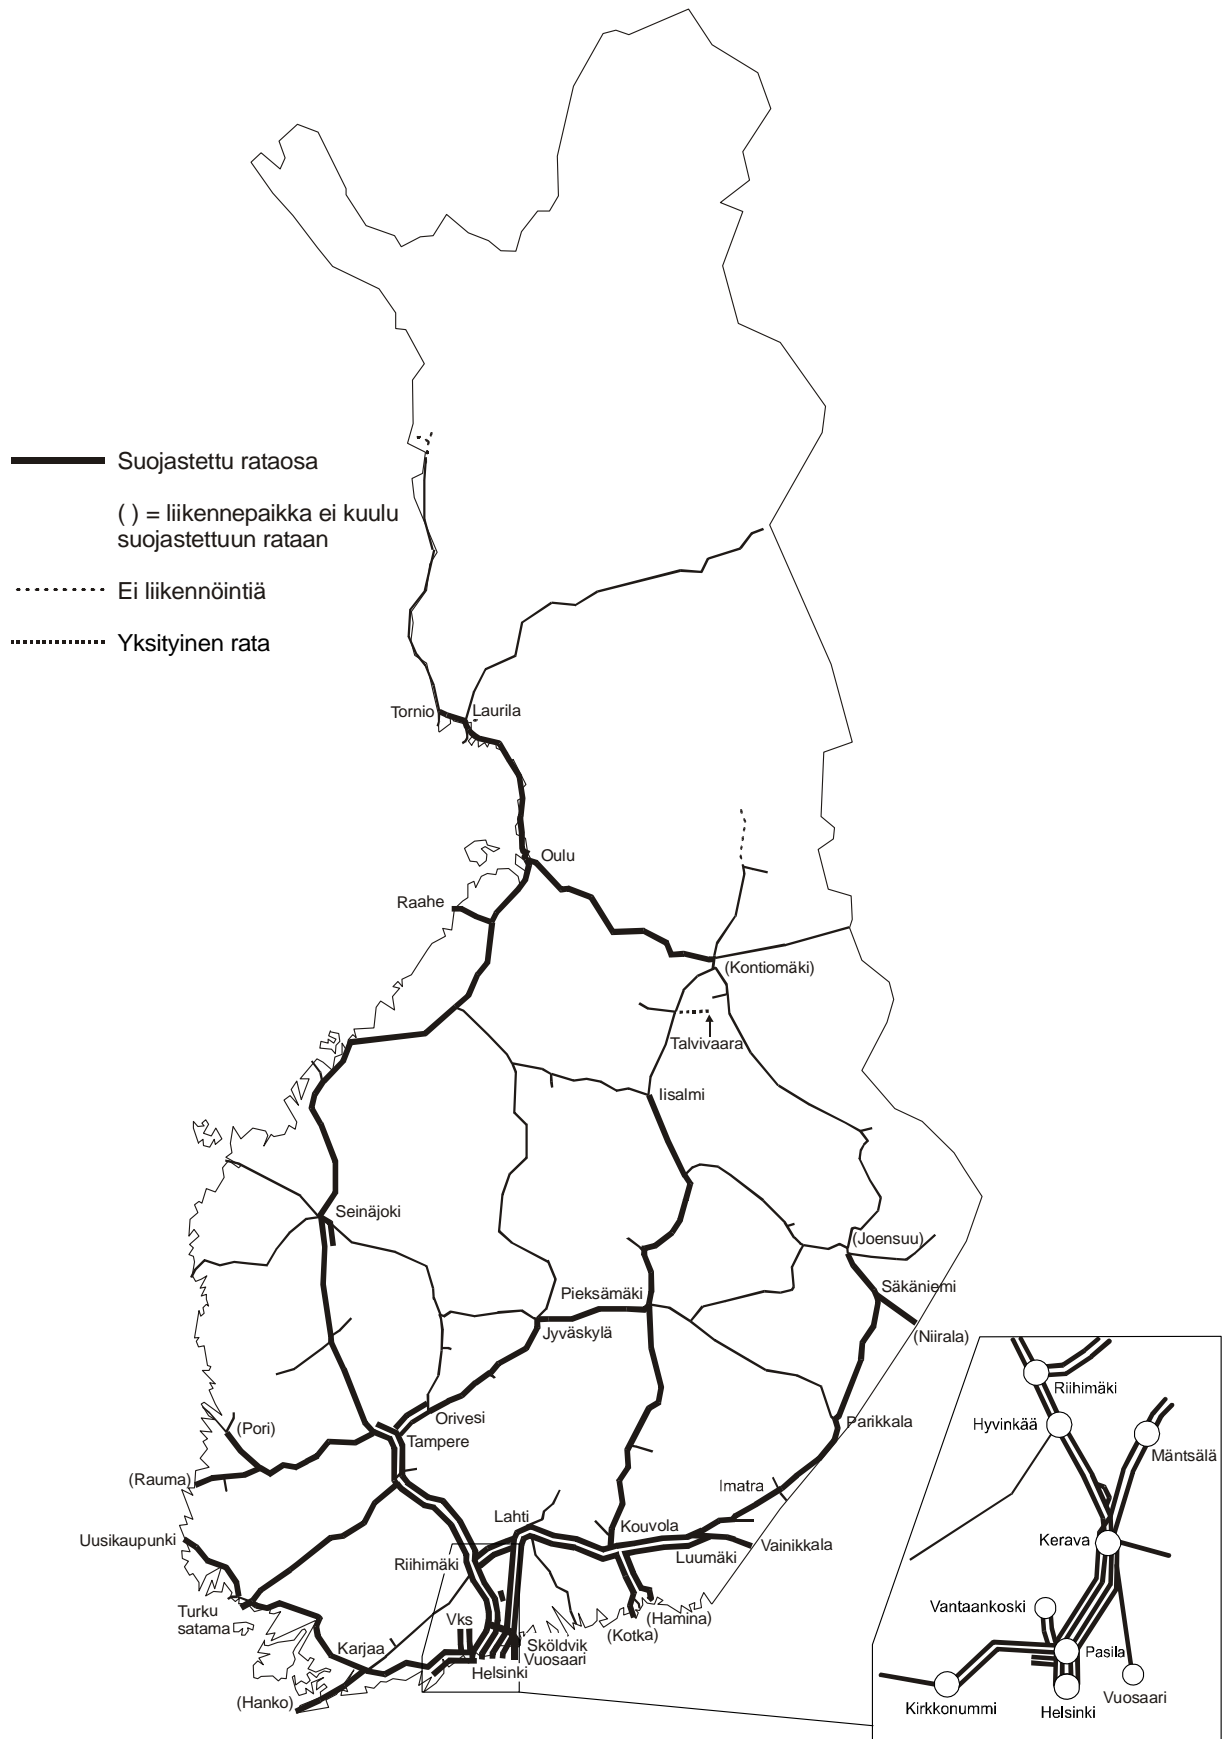 Suojastettu rataosa
( ) = liikennepaikka ei kuulu
suojastettuun rataan
Ei liikennöintiä
Yksityinen rata
Tornio
Laurila
Oulu
Raahe
(Kontiomäki)
Talvivaara
Iisalmi
Seinäjoki
(Joensuu)
Säkäniemi
Pieksämäki
(Niirala)
Jyväskylä
Orivesi
Parikkala
(Pori)
Tampere
(Rauma)
Imatra
Lahti
Kouvola
Uusikaupunki
Luumäki
Vainikkala
Riihimäki
Turku
satama
Vks
(Hamina)
(Kotka)
Karjaa
Sköldvik
Vuosaari
Helsinki
(Hanko)
Riihimäki
Hyvinkää
Mäntsälä
Kerava
Vantaankoski
Pasila
Kirkkonummi
Helsinki
Vuosaari